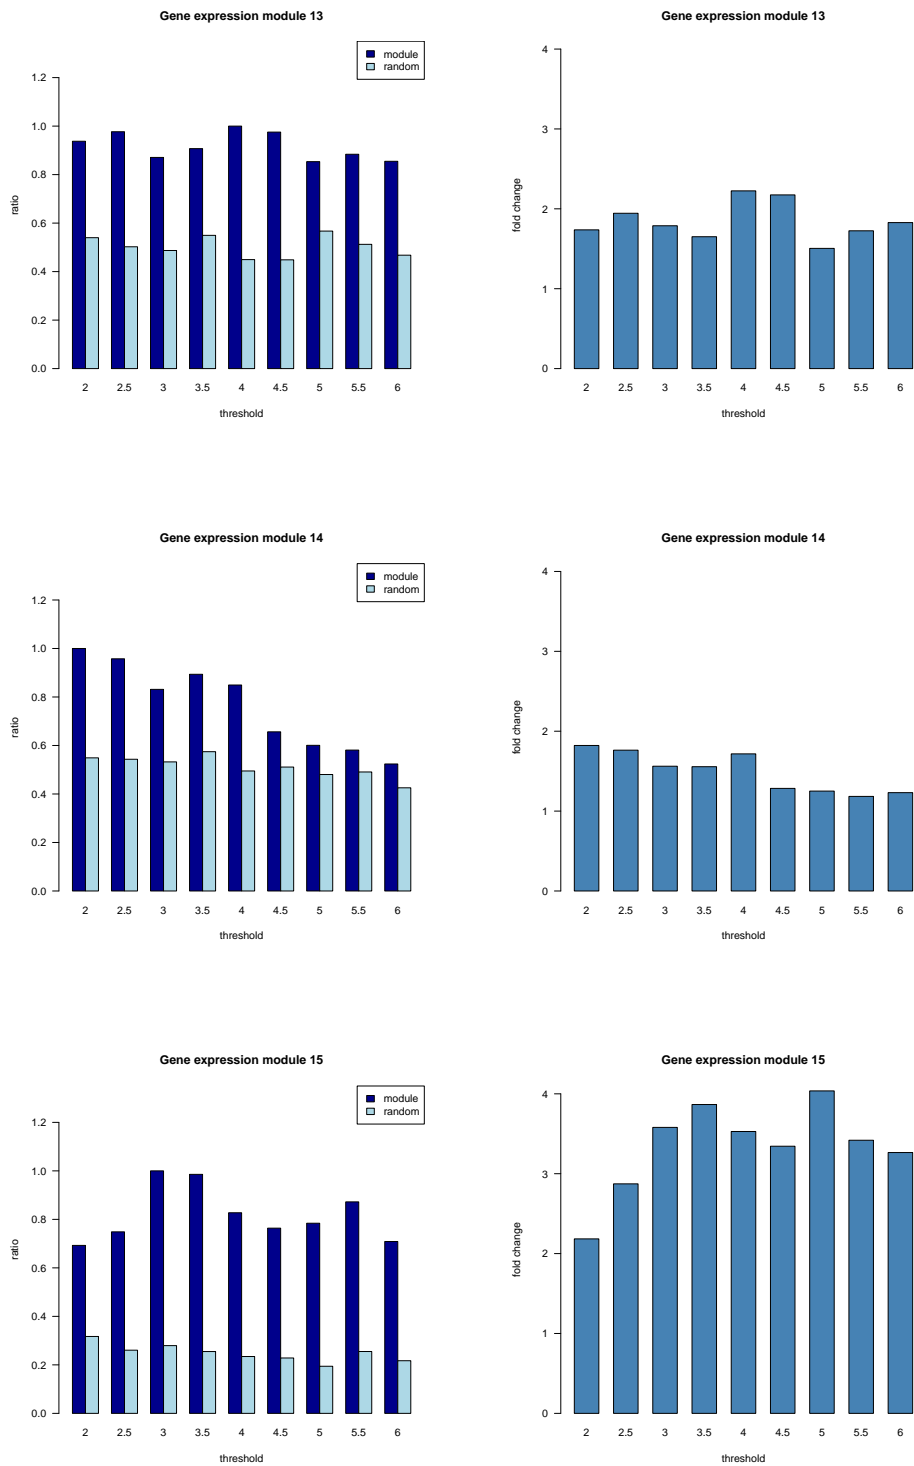 Gene expression module 13
module
random
ratio
1.2
1.0
0.8
0.6
0.4
0.2
0.0
2 2.5 3 3.5 4 4.5 5 5.5 6
threshold
Gene expression module 13
fold change
4
3
2
1
0
2 2.5 3 3.5 4 4.5 5 5.5 6
threshold
Gene expression module 14
module
random
ratio
1.2
1.0
0.8
0.6
0.4
0.2
0.0
2 2.5 3 3.5 4 4.5 5 5.5 6
threshold
Gene expression module 14
fold change
4
3
2
1
0
2 2.5 3 3.5 4 4.5 5 5.5 6
threshold
Gene expression module 15
module
random
ratio
1.2
1.0
0.8
0.6
0.4
0.2
0.0
2 2.5 3 3.5 4 4.5 5 5.5 6
threshold
Gene expression module 15
fold change
4
3
2
1
0
2 2.5 3 3.5 4 4.5 5 5.5 6
threshold